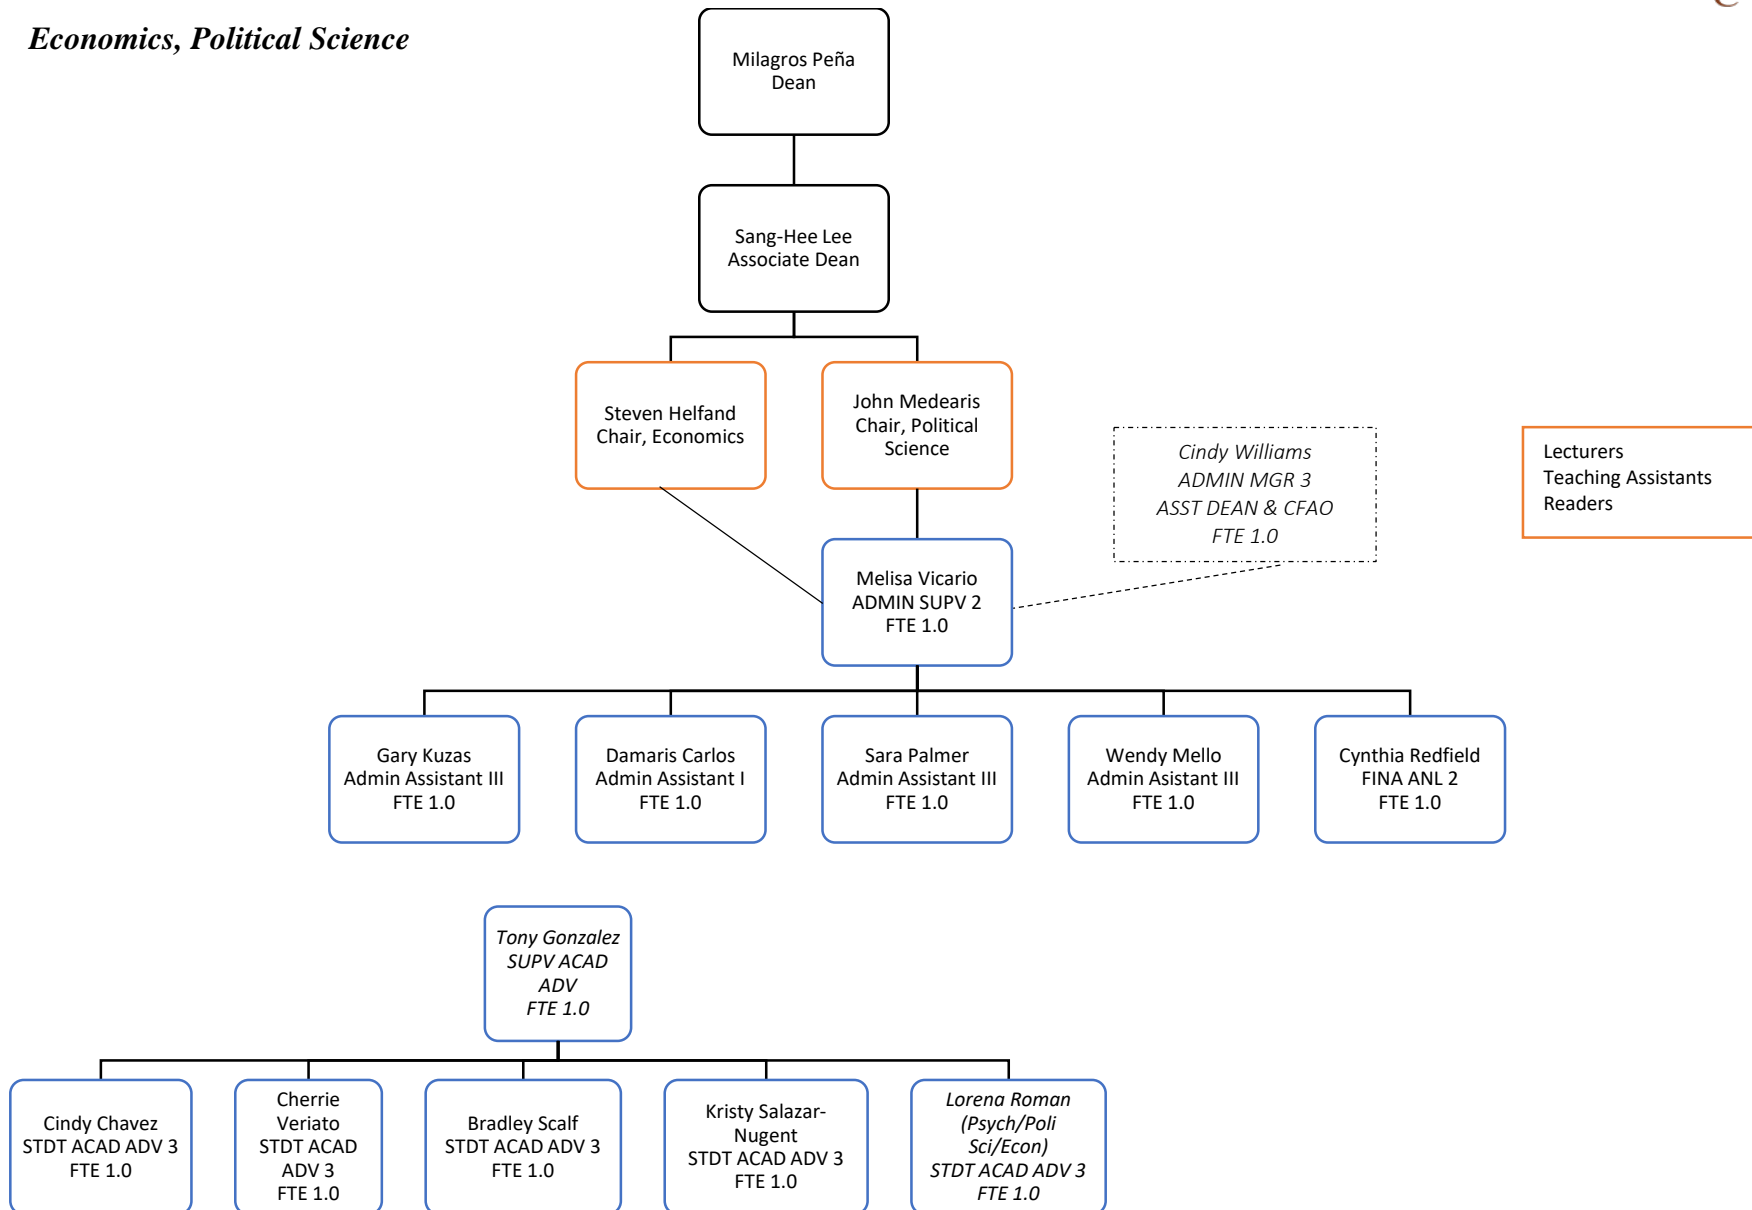 Economics, Political Science
Milagros Peña
Dean
Sang-Hee Lee
Associate Dean
Steven Helfand
Chair, Economics
John Medearis
Chair, Political
Science
Cindy Williams
ADMIN MGR 3
ASST DEAN & CFAO
FTE 1.0
Lecturers
Teaching Assistants
Readers
Melisa Vicario
ADMIN SUPV 2
FTE 1.0
Gary Kuzas
Admin Assistant III
FTE 1.0
Damaris Carlos
Admin Assistant I
FTE 1.0
Sara Palmer
Admin Assistant III
FTE 1.0
Wendy Mello
Admin Asistant III
FTE 1.0
Cynthia Redfield
FINA ANL 2
FTE 1.0
Tony Gonzalez
SUPV ACAD
ADV
FTE 1.0
Cindy Chavez
STDT ACAD ADV 3
FTE 1.0
Cherrie
Veriato
STDT ACAD
ADV 3
FTE 1.0
Bradley Scalf
STDT ACAD ADV 3
FTE 1.0
Kristy Salazar-
Nugent
STDT ACAD ADV 3
FTE 1.0
Lorena Roman
(Psych/Poli
Sci/Econ)
STDT ACAD ADV 3
FTE 1.0